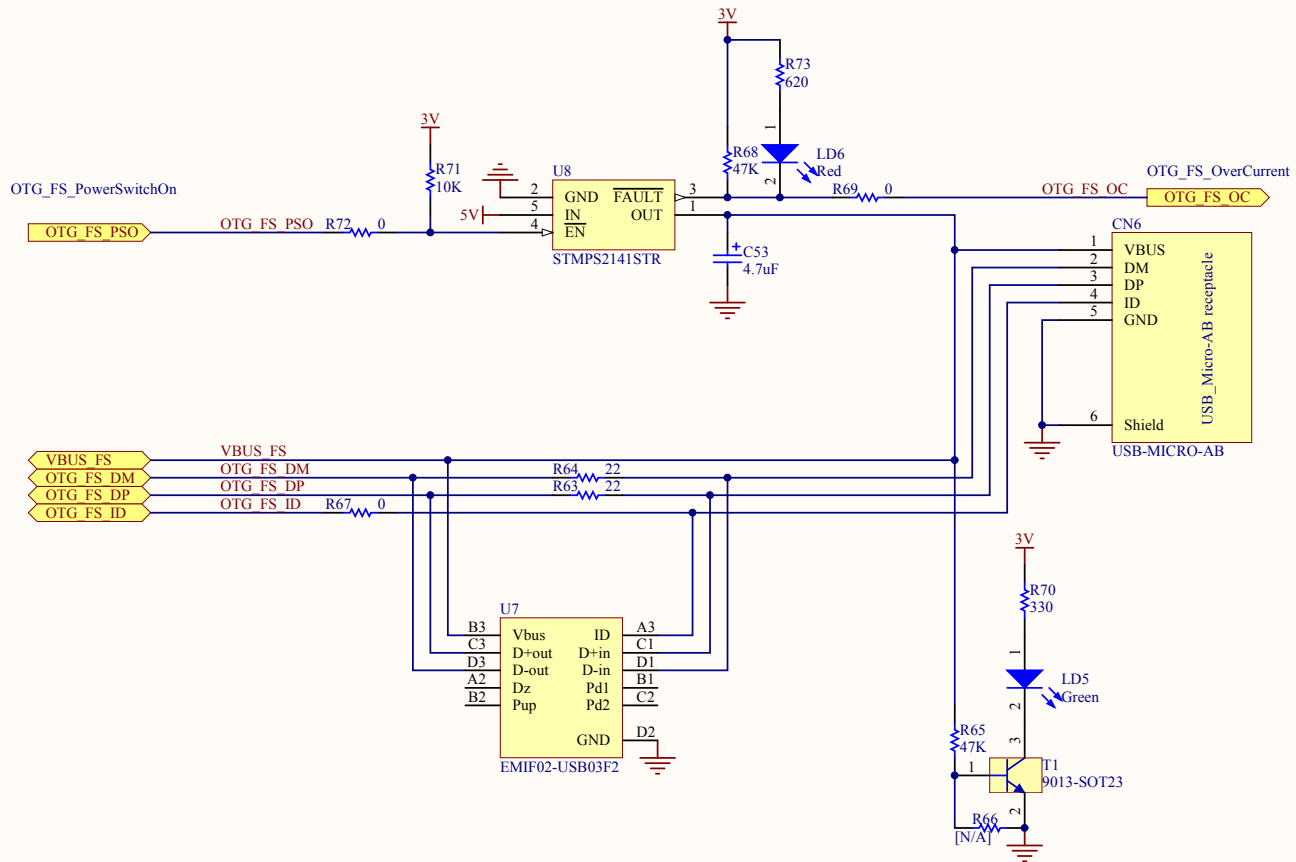 3V
R73
620
1
3V
R71
10K
R68
47K
LD6
Red
2
OTG_FS_PowerSwitchOn
U8
OTG_FS_OverCurrent
2
GND
FAULT
3
R69
0
OTG_FS_OC
OTG_FS_OC
5V
5
IN
OUT
1
OTG_FS_PSO
OTG_FS_PSO
R72
0
4
EN
STMPS2141STR
C53
4.7uF
+
CN6
1
VBUS
2
DM
3
DP
4
ID
5
GND
USB_Micro-AB receptacle
6
Shield
USB-MICRO-AB
VBUS_FS
VBUS_FS
OTG_FS_DM
OTG_FS_DM
R64
22
OTG_FS_DP
OTG_FS_DP
R63
22
OTG_FS_ID
OTG_FS_ID
R67
0
3V
R70
330
1
U7
B3
Vbus
ID
A3
C3
D+out
D+in
C1
D3
D-out
D-in
D1
A2
Dz
Pd1
B1
B2
Pup
Pd2
C2
GND
D2
EMIF02-USB03F2
LD5
Green
2
R65
47K
3
1
T1
9013-SOT23
2
R66
[N/A]